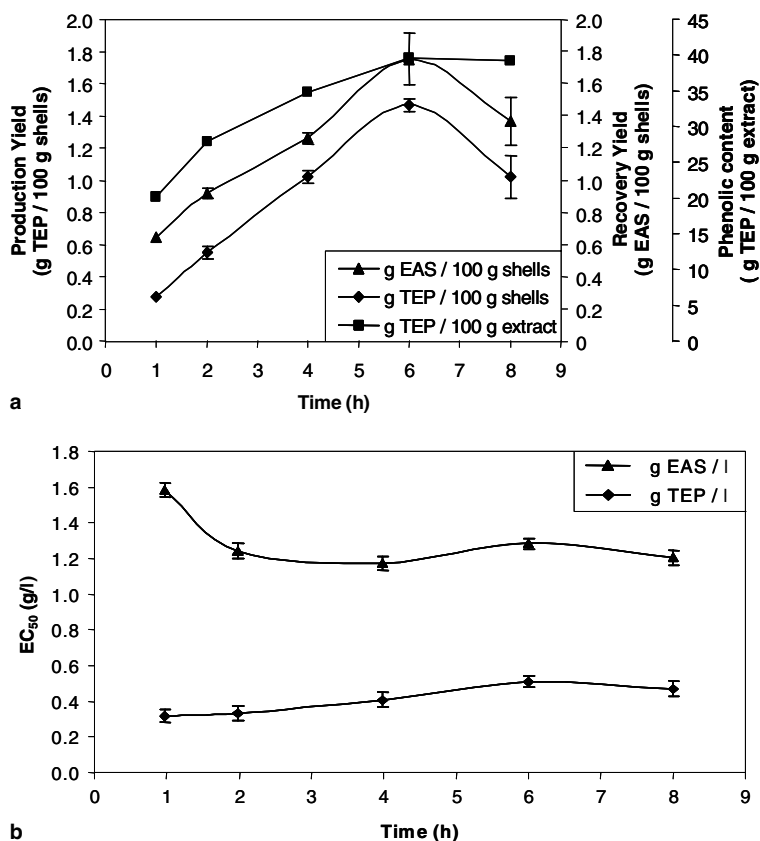 2.0
1.8
1.6
1.4
1.2
1.0
0.8
0.6
0.4
0.2
0.0
Production Yield
(g TEP / 100 g shells)
2.0
1.8
1.6
1.4
1.2
1.0
0.8
0.6
0.4
0.2
0
Recovery Yield
(g EAS / 100 g shells)
45
40
35
30
25
20
15
10
5
0
Phenolic content
( g TEP / 100 g extract)
g EAS / 100 g shells
g TEP / 100 g shells
g TEP / 100 g extract
0 1 2 3 4 5 6 7 8 9
Time (h)
a
1.8
1.6
1.4
1.2
1.0
0.8
0.6
0.4
0.2
0.0
EC50 (g/l)
g EAS / l
g TEP / l
0 1 2 3 4 5 6 7 8 9
Time (h)
b